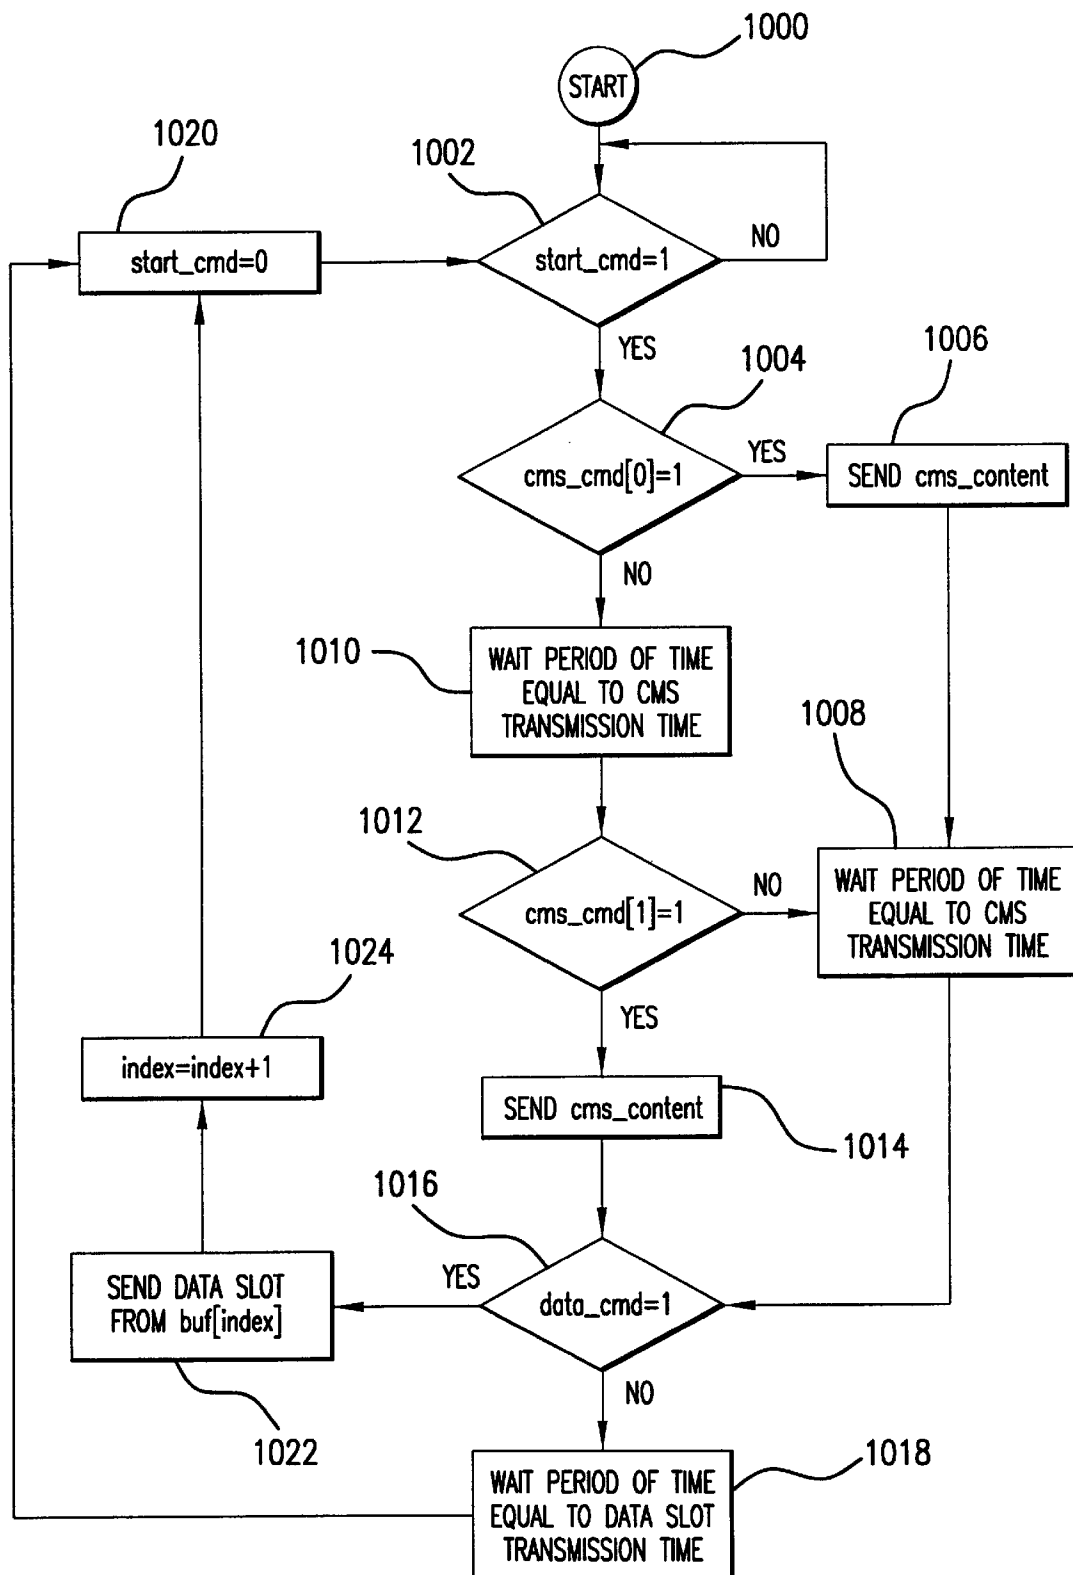 1000
START
1020
1002
start_cmd=0
start_cmd=1
NO
YES
1004
1006
cms_cmd[0]=1
YES
SEND cms_content
NO
1010
WAIT PERIOD OF TIME
EQUAL TO CMS
TRANSMISSION TIME
1008
1012
cms_cmd[1]=1
NO
WAIT PERIOD OF TIME
EQUAL TO CMS
TRANSMISSION TIME
YES
1024
index=index+1
SEND cms_content
1014
1016
SEND DATA SLOT
FROM buf[index]
YES
data_cmd=1
NO
1022
1018
WAIT PERIOD OF TIME
EQUAL TO DATA SLOT
TRANSMISSION TIME